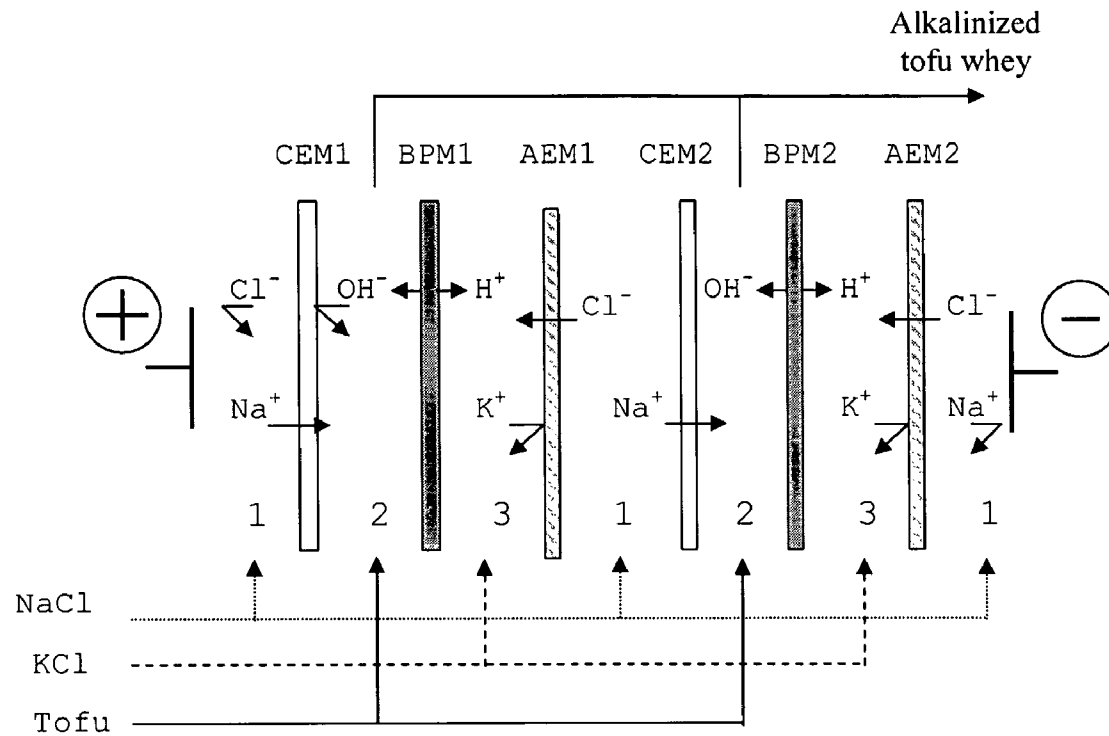 Alkalinized
tofu whey
CEM1 BPM1 AEM1 CEM2 BPM2 AEM2
Cl⁻ OH⁻ H⁺ Cl⁻ OH⁻ H⁺ Cl⁻
+ −
Na⁺ K⁺ Na⁺ K⁺ Na⁺
1 2 3 1 2 3 1
NaCl
KCl
Tofu